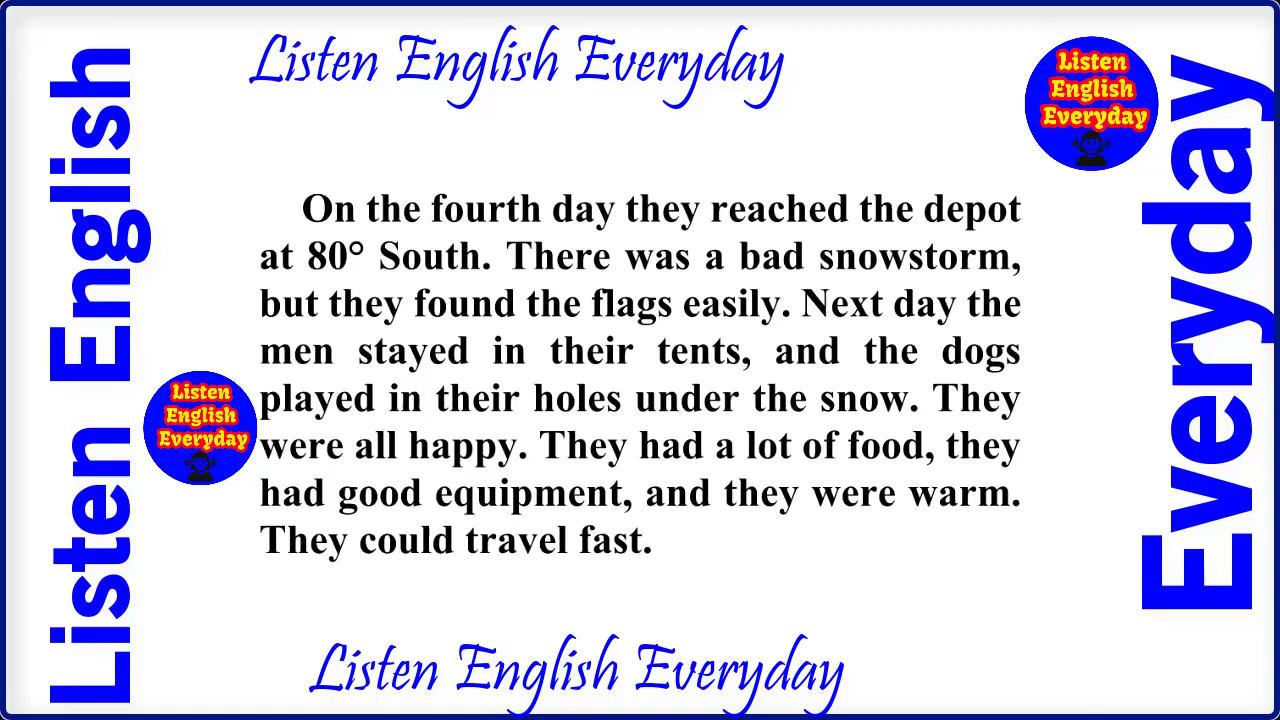 Listen English Everyday
Listen
English
Everyday
Listen English
Everyday
On the fourth day they reached the depot
at 80° South. There was a bad snowstorm,
but they found the flags easily. Next day the
men stayed in their tents, and the dogs
played in their holes under the snow. They
were all happy. They had a lot of food, they
had good equipment, and they were warm.
They could travel fast.
Listen
English
Everyday
Listen English Everyday